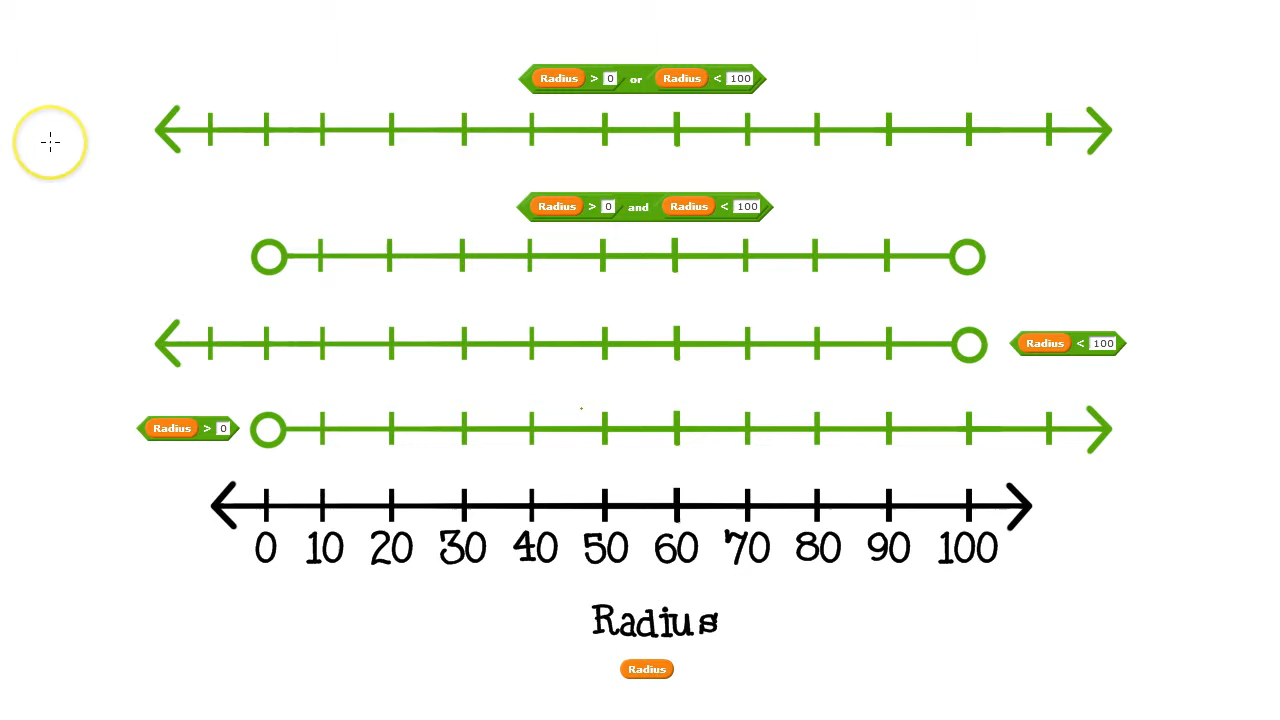 Radius > 0 or Radius < 100
Radius > 0 and Radius < 100
Radius < 100
Radius > 0
0 10 20 30 40 50 60 70 80 90 100
Radius
Radius